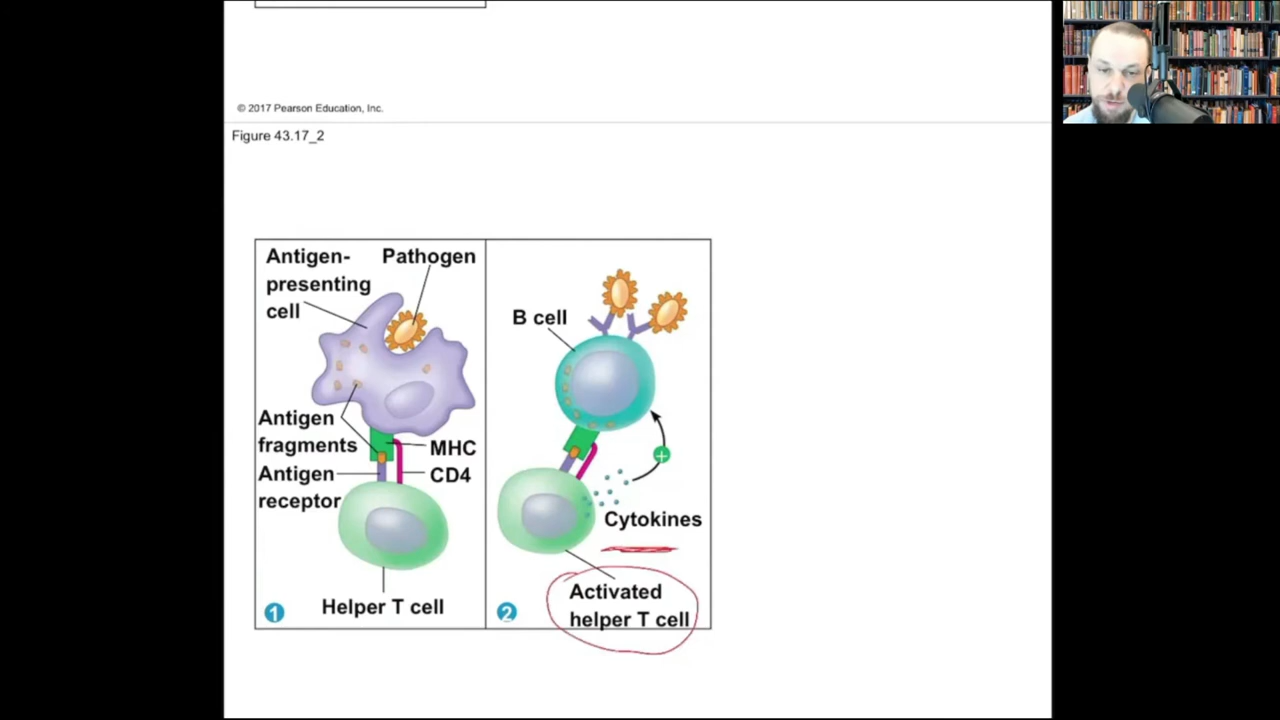 © 2017 Pearson Education, Inc.
Figure 43.17_2
Antigen-
presenting
cell
Pathogen
Antigen
fragments
Antigen
receptor
MHC
CD4
Helper T cell
1
B cell
+
Cytokines
Activated
helper T cell
2